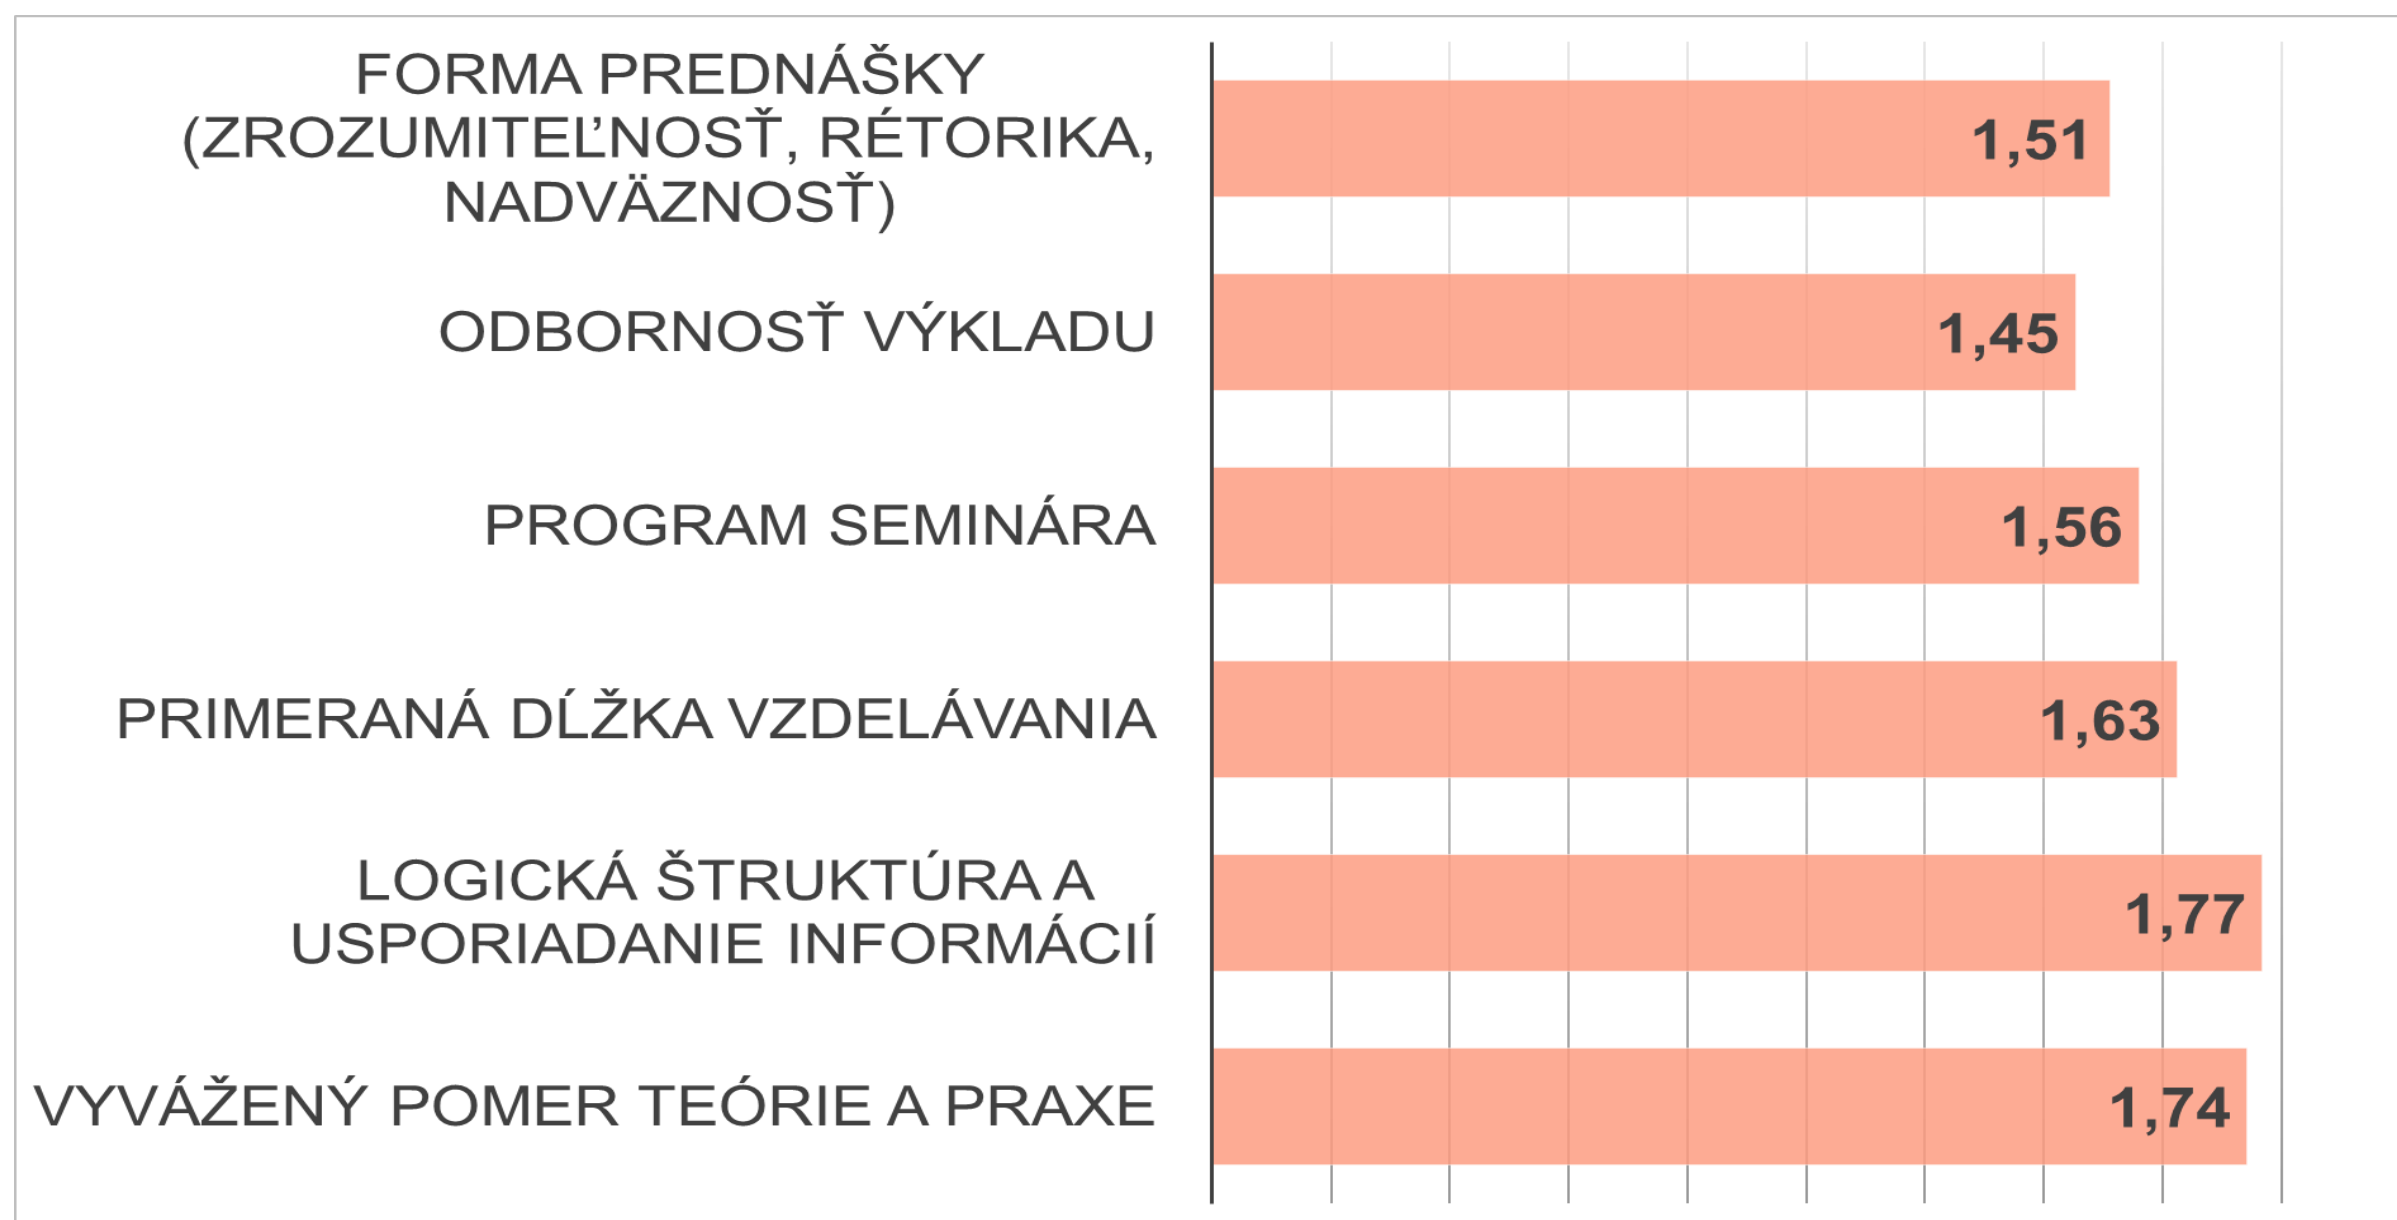 FORMA PREDNÁŠKY
(ZROZUMITEĽNOSŤ, RÉTORIKA,
NADVÄZNOSŤ)
1,51
ODBORNOSŤ VÝKLADU
1,45
PROGRAM SEMINÁRA
1,56
PRIMERANÁ DĹŽKA VZDELÁVANIA
1,63
LOGICKÁ ŠTRUKTÚRA A
USPORIADANIE INFORMÁCIÍ
1,77
VYVÁŽENÝ POMER TEÓRIE A PRAXE
1,74